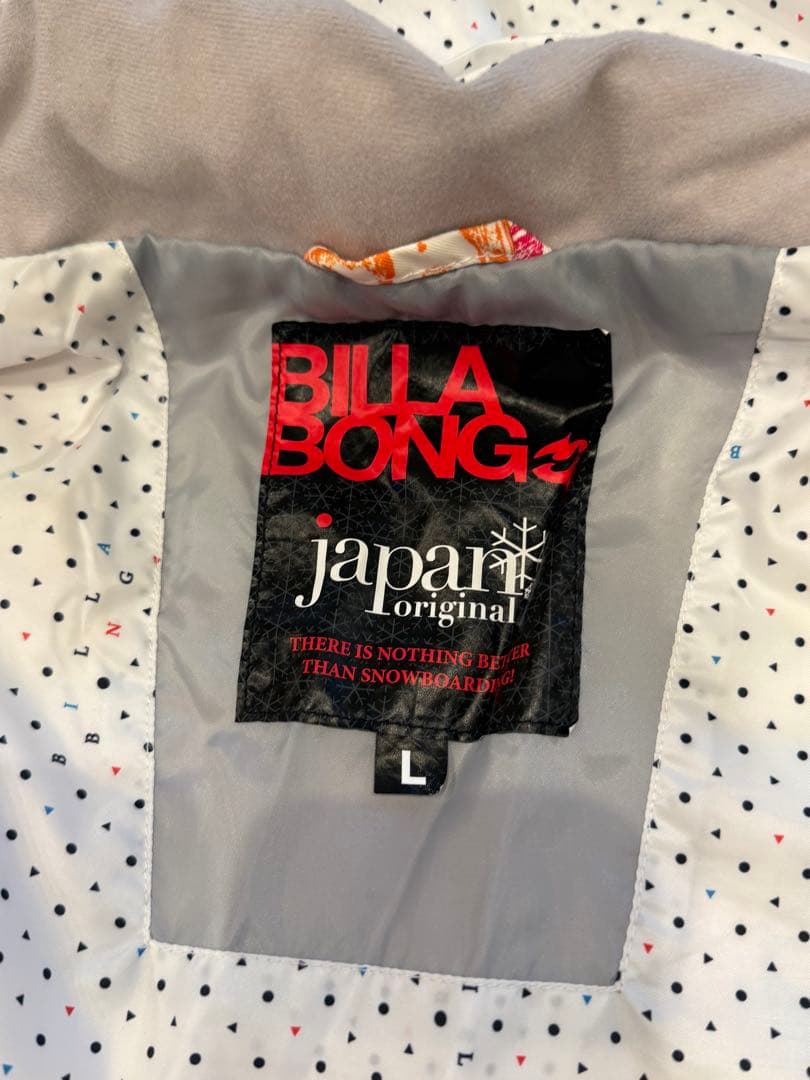 BILLA
BONG
japan
original
THERE IS NOTHING BETTER
THAN SNOWBOARDING!
L